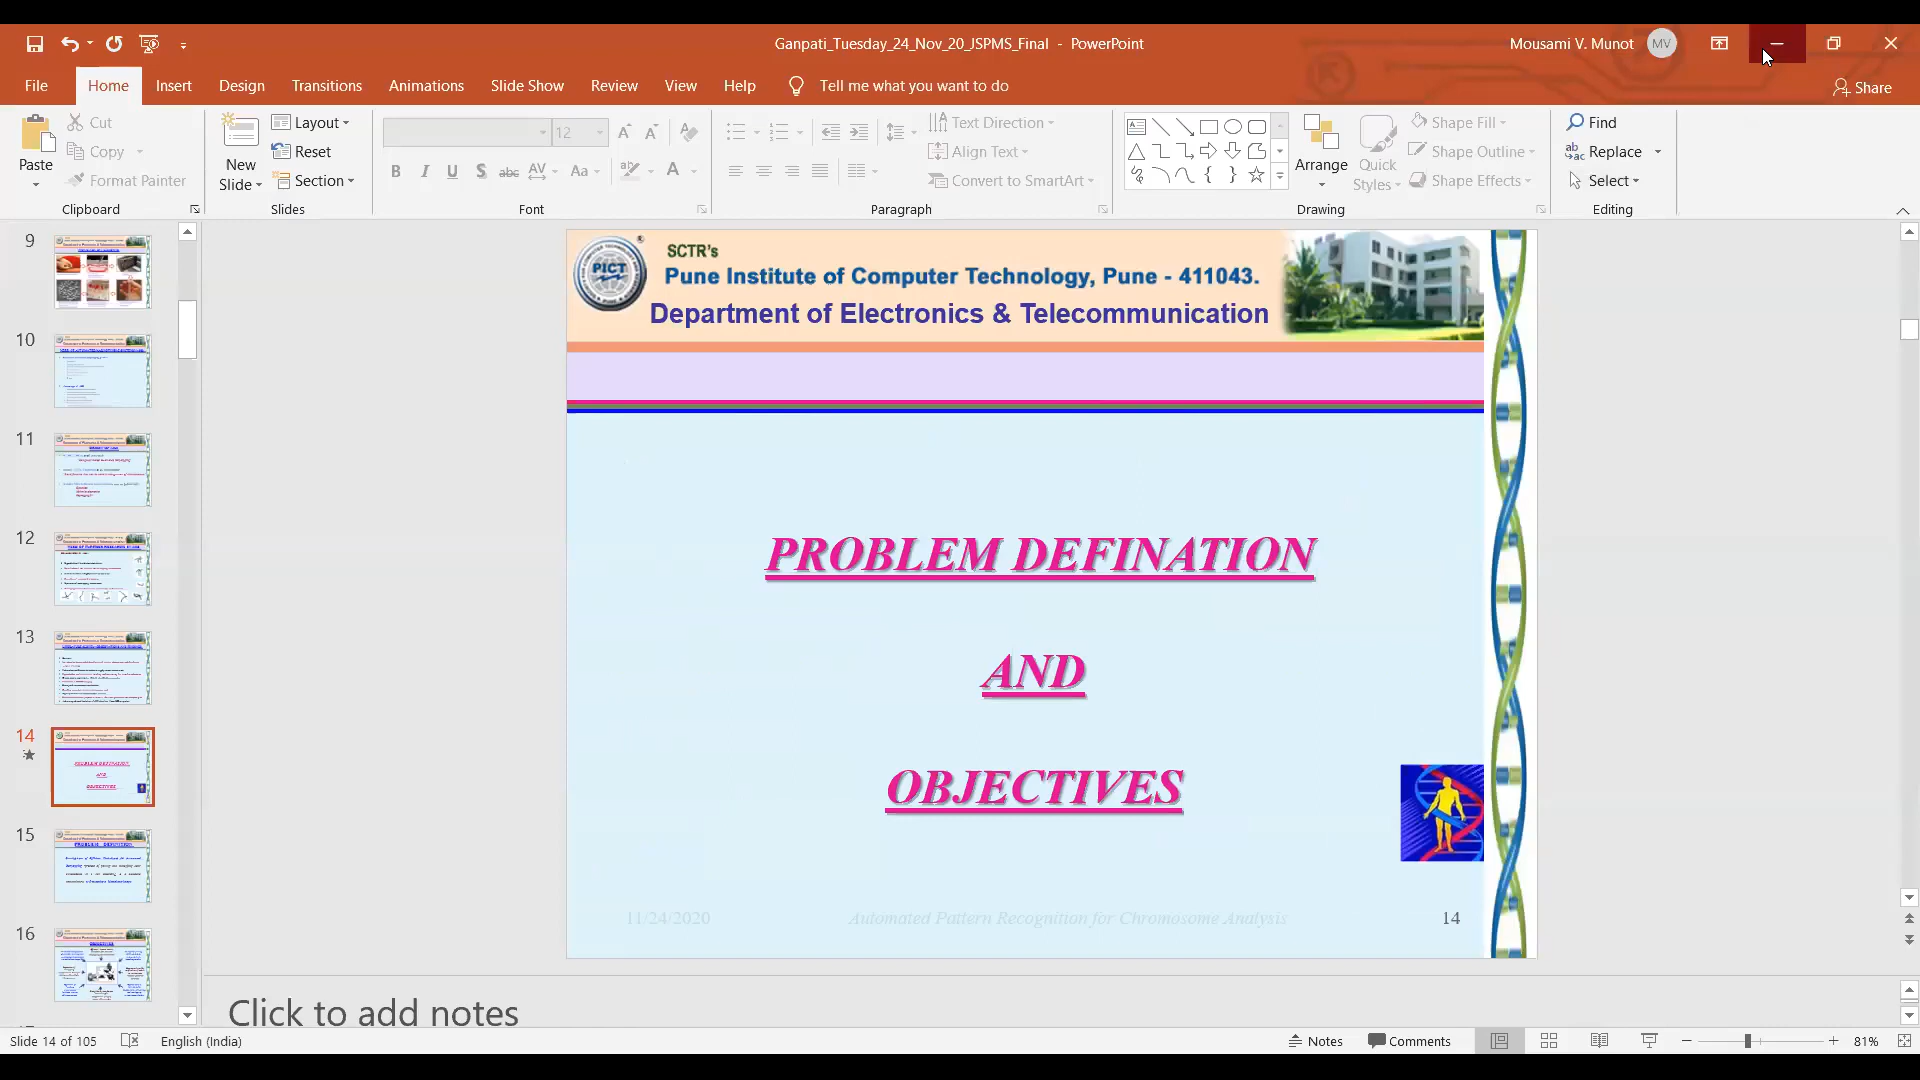 Ganpati_Tuesday_24_Nov_20_JSPMS_Final - PowerPoint
Mousami V. Munot
MV
File
Home
Insert
Design
Transitions
Animations
Slide Show
Review
View
Help
Tell me what you want to do
Share
Paste
Cut
Copy
Format Painter
Clipboard
New Slide
Layout
Reset
Section
Slides
12
B I U S abc AV Aa A
Font
Text Direction
Align Text
Convert to SmartArt
Paragraph
Arrange
Quick Styles
Shape Fill
Shape Outline
Shape Effects
Drawing
Find
Replace
Select
Editing
9
10
11
12
13
14
15
16
PICT
SCTR's
Pune Institute of Computer Technology, Pune - 411043.
Department of Electronics & Telecommunication
PROBLEM DEFINATION
AND
OBJECTIVES
11/24/2020
Automated Pattern Recognition for Chromosome Analysis
14
Click to add notes
Slide 14 of 105
English (India)
Notes
Comments
81%